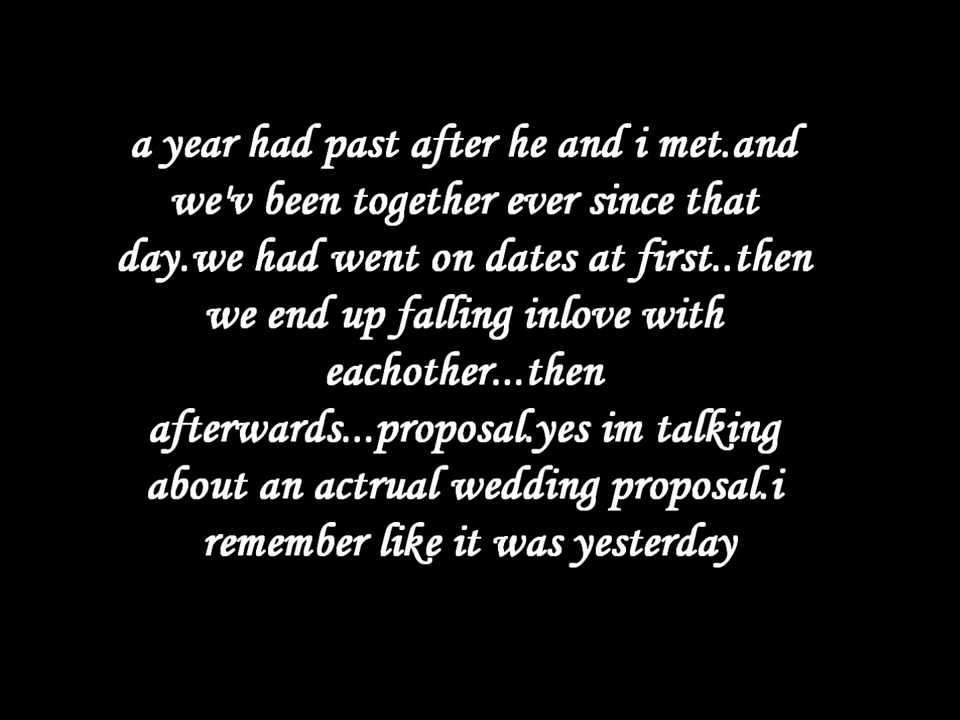 a year had past after he and i met.and
we'v been together ever since that
day.we had went on dates at first..then
we end up falling inlove with
eachother...then
afterwards...proposal.yes im talking
about an actrual wedding proposal.i
remember like it was yesterday